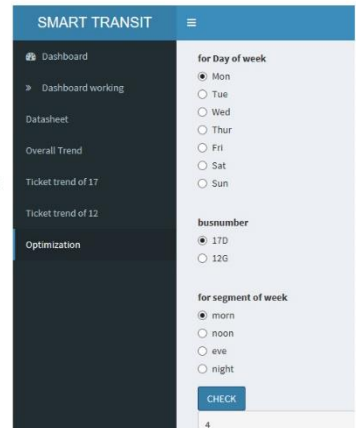 SMART TRANSIT
Dashboard
» Dashboard working
Datasheet
Overall Trend
Ticket trend of 17
Ticket trend of 12
Optimization
for Day of week
Mon
Tue
Wed
Thur
Fri
Sat
Sun
busnumber
17D
12G
for segment of week
morn
noon
eve
night
CHECK
4